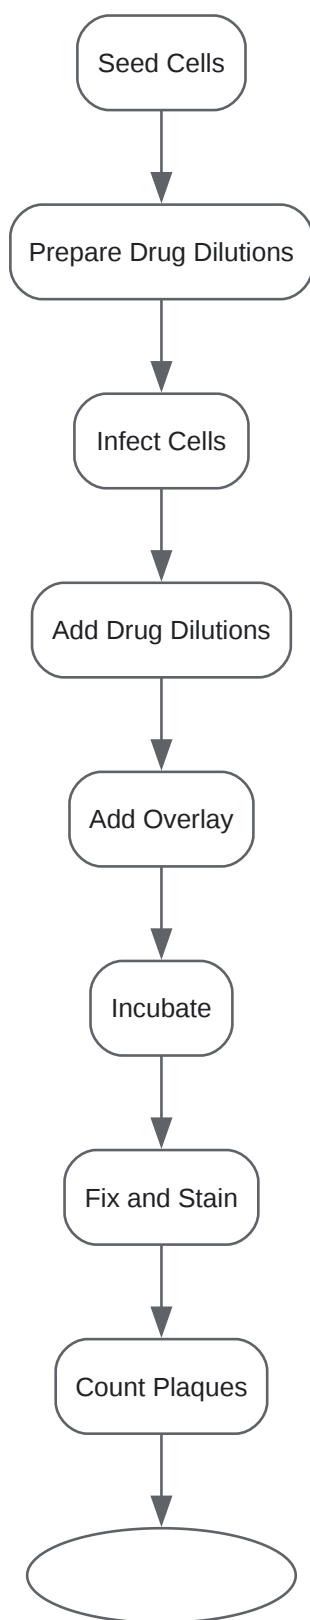 Seed Cells
Prepare Drug Dilutions
Infect Cells
Add Drug Dilutions
Add Overlay
Incubate
Fix and Stain
Count Plaques